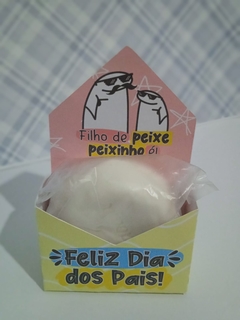 Filho de peixe
peixinho é!
Feliz Dia
dos Pais!